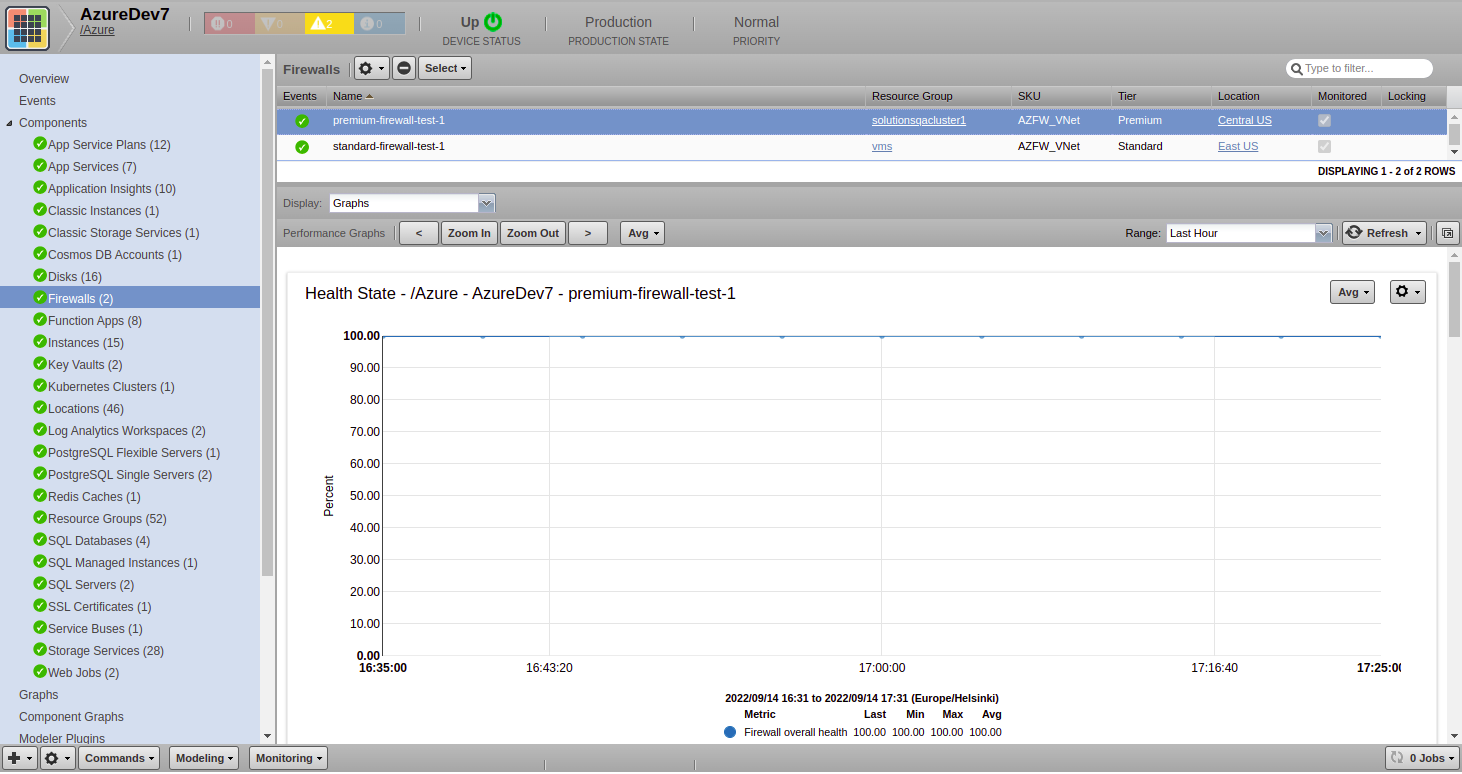 AzureDev7
/Azure
0 0 2 0
Up
DEVICE STATUS
Production
PRODUCTION STATE
Normal
PRIORITY
Overview
Events
Components
App Service Plans (12)
App Services (7)
Application Insights (10)
Classic Instances (1)
Classic Storage Services (1)
Cosmos DB Accounts (1)
Disks (16)
Firewalls (2)
Function Apps (8)
Instances (15)
Key Vaults (2)
Kubernetes Clusters (1)
Locations (46)
Log Analytics Workspaces (2)
PostgreSQL Flexible Servers (1)
PostgreSQL Single Servers (2)
Redis Caches (1)
Resource Groups (52)
SQL Databases (4)
SQL Managed Instances (1)
SQL Servers (2)
SSL Certificates (1)
Service Buses (1)
Storage Services (28)
Web Jobs (2)
Graphs
Component Graphs
Modeler Plugins
Firewalls Select Type to filter...
Events Name Resource Group SKU Tier Location Monitored Locking
premium-firewall-test-1 solutionsqacluster1 AZFW_VNet Premium Central US
standard-firewall-test-1 vms AZFW_VNet Standard East US
DISPLAYING 1 - 2 of 2 ROWS
Display: Graphs
Performance Graphs < Zoom In Zoom Out > Avg Range: Last Hour Refresh
Health State - /Azure - AzureDev7 - premium-firewall-test-1 Avg
100.00
90.00
80.00
70.00
60.00
50.00
40.00
30.00
20.00
10.00
0.00
Percent
16:35:00 16:43:20 17:00:00 17:16:40 17:25:00
2022/09/14 16:31 to 2022/09/14 17:31 (Europe/Helsinki)
Metric Last Min Max Avg
Firewall overall health 100.00 100.00 100.00 100.00
Commands Modeling Monitoring 0 Jobs